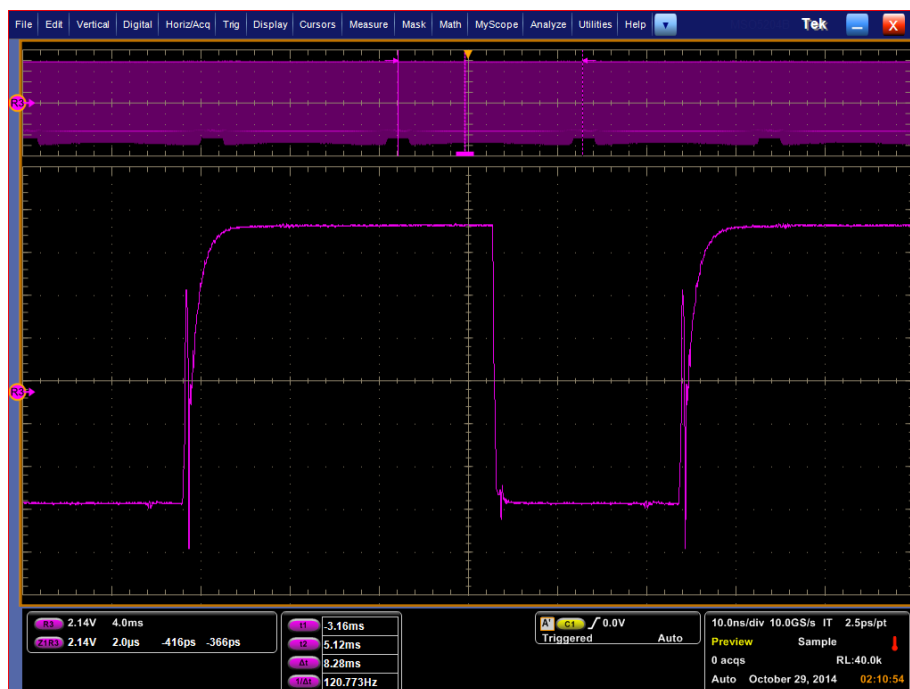 File Edit Vertical Digital Horiz/Acq Trig Display Cursors Measure Mask Math MyScope Analyze Utilities Help Tek X
R3
R3
R3 2.14V 4.0ms
Z1R3 2.14V 2.0µs -416ps -366ps
t1 -3.16ms
t2 5.12ms
Δt 8.28ms
1/Δt 120.773Hz
A' C1 0.0V
Triggered Auto
10.0ns/div 10.0GS/s IT 2.5ps/pt
Preview Sample
0 acqs RL:40.0k
Auto October 29, 2014 02:10:54